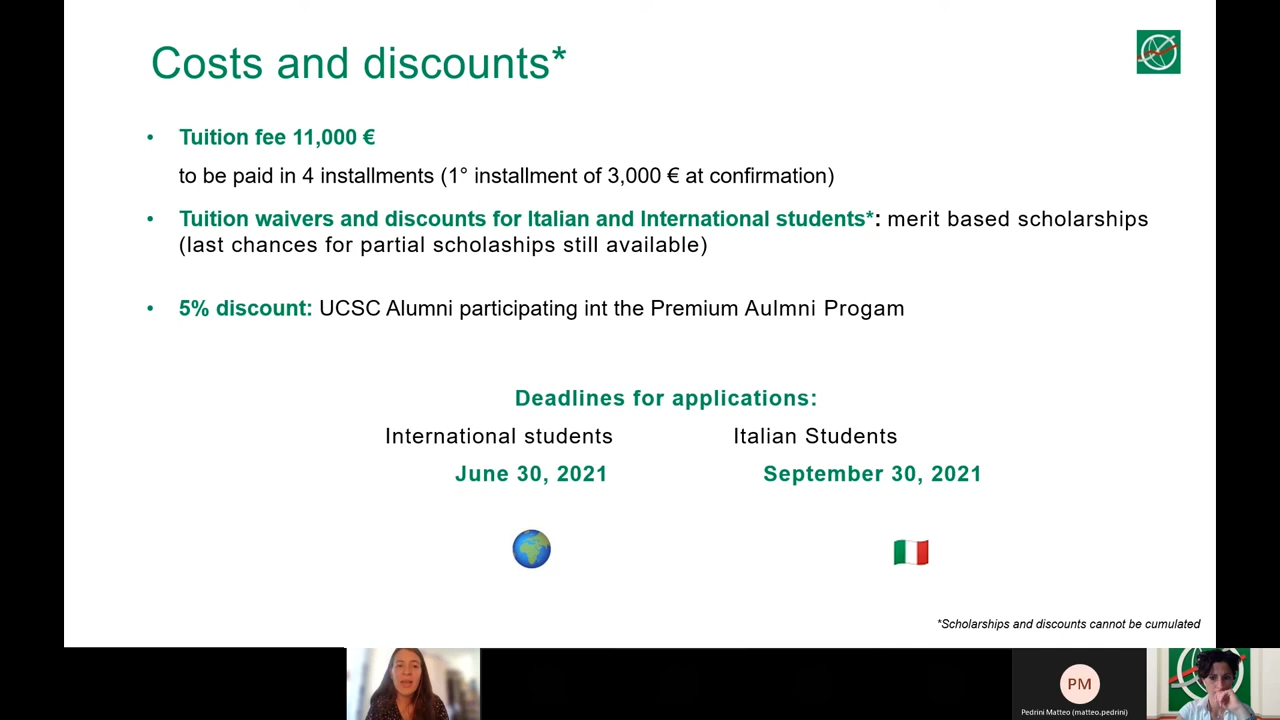 Costs and discounts*
• Tuition fee 11,000 €
to be paid in 4 installments (1° installment of 3,000 € at confirmation)
• Tuition waivers and discounts for Italian and International students*: merit based scholarships
(last chances for partial scholaships still available)
• 5% discount: UCSC Alumni participating int the Premium Aulmni Progam
Deadlines for applications:
International students Italian Students
June 30, 2021 September 30, 2021
*Scholarships and discounts cannot be cumulated
PM
Pedrini Matteo (matteo.pedrini)